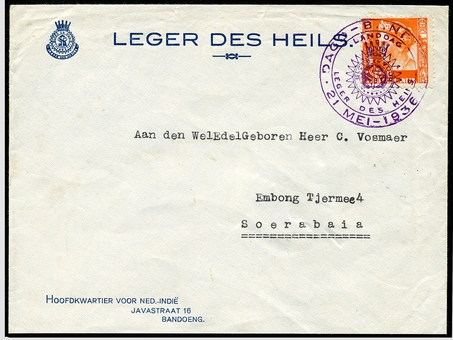 LEGER DES HEILS
LANDDAG
LEGER DES HEILS
21 MEI-1936
Aan den WelEdelGeboren Heer C. Vosmaer
Embong Tjermee4
Soerabaia
HOOFDKWARTIER VOOR NED.-INDIË
JAVASTRAAT 16
BANDOENG.